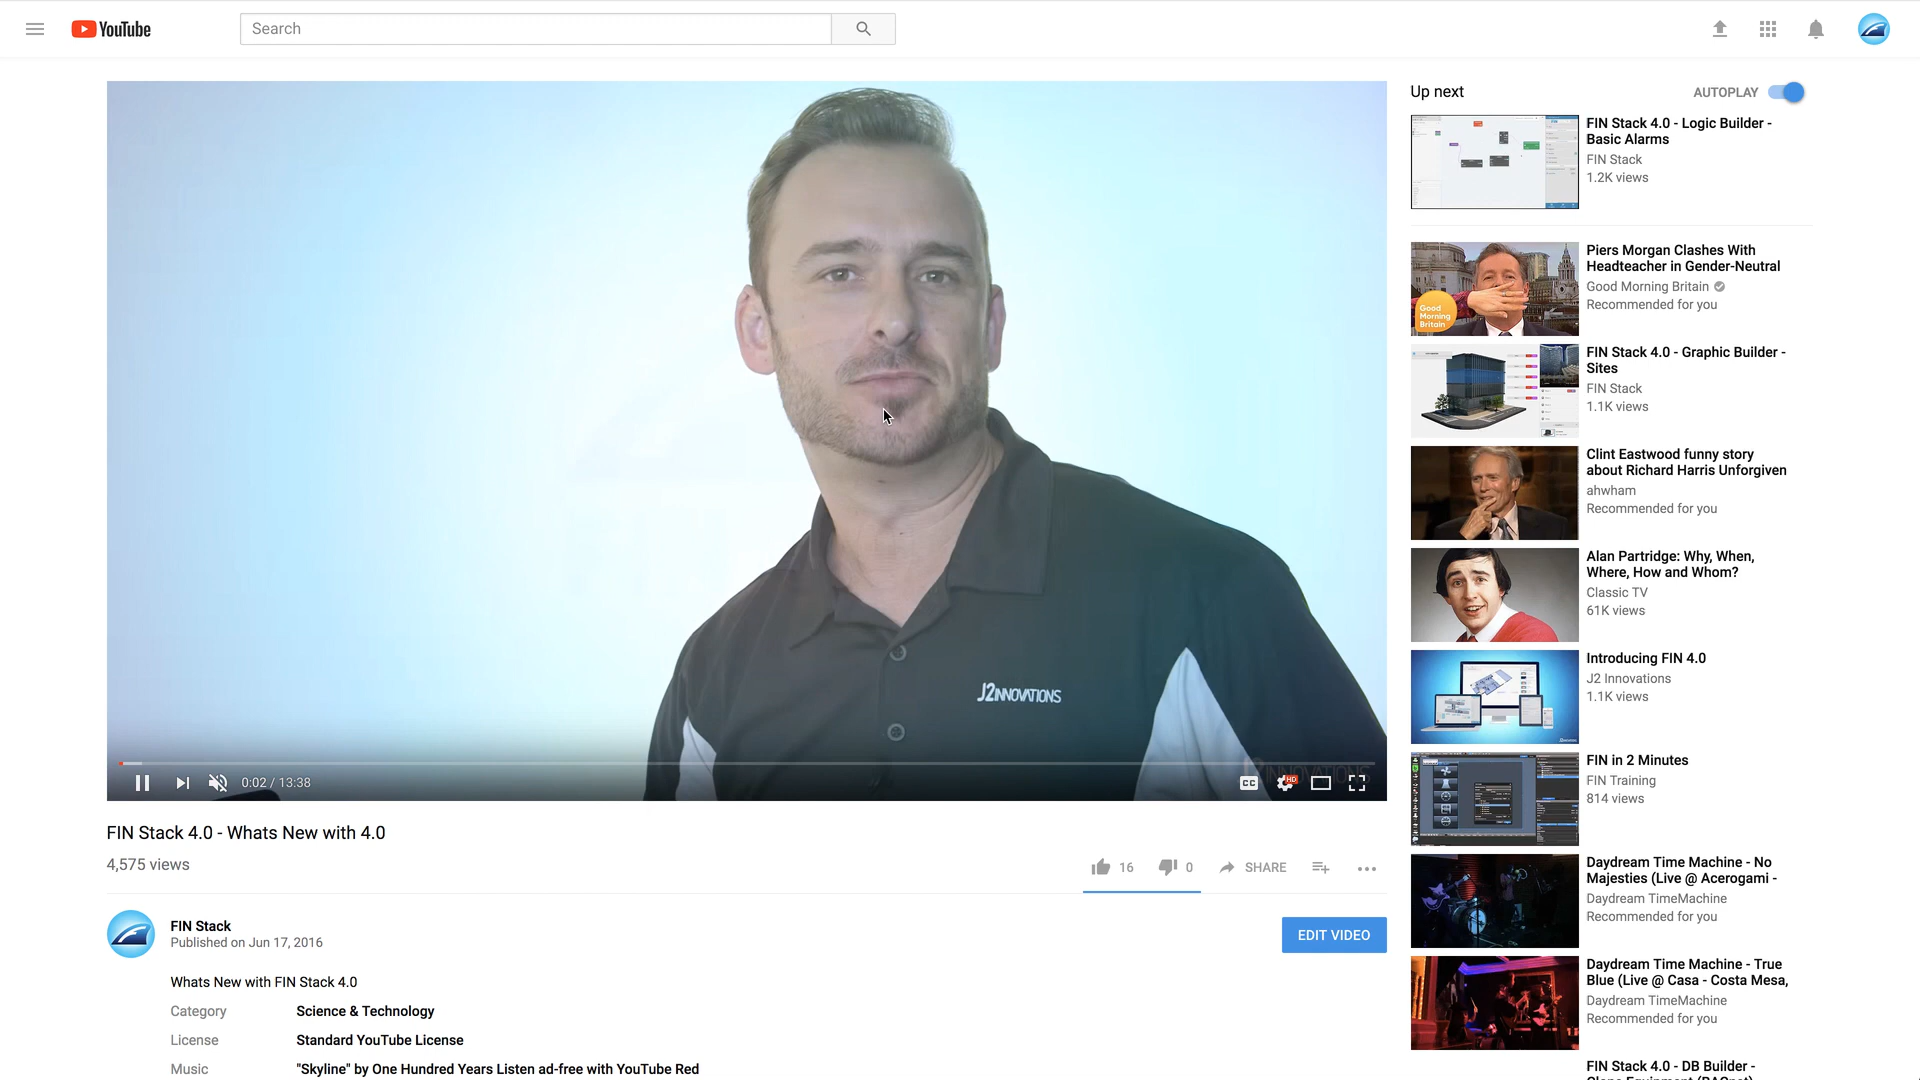 YouTube
Search
J2INNOVATIONS
0:02 / 13:38
CC
HD
FIN Stack 4.0 - Whats New with 4.0
4,575 views
16
0
SHARE
FIN Stack
Published on Jun 17, 2016
EDIT VIDEO
Whats New with FIN Stack 4.0
Category Science & Technology
License Standard YouTube License
Music "Skyline" by One Hundred Years Listen ad-free with YouTube Red
Up next
AUTOPLAY
FIN Stack 4.0 - Logic Builder -
Basic Alarms
FIN Stack
1.2K views
Good
Morning
Britain
Piers Morgan Clashes With
Headteacher in Gender-Neutral
Good Morning Britain
Recommended for you
FIN Stack 4.0 - Graphic Builder -
Sites
FIN Stack
1.1K views
Clint Eastwood funny story
about Richard Harris Unforgiven
ahwham
Recommended for you
Alan Partridge: Why, When,
Where, How and Whom?
Classic TV
61K views
Introducing FIN 4.0
J2 Innovations
1.1K views
FIN in 2 Minutes
FIN Training
814 views
Daydream Time Machine - No
Majesties (Live @ Acerogami -
Daydream TimeMachine
Recommended for you
Daydream Time Machine - True
Blue (Live @ Casa - Costa Mesa,
Daydream TimeMachine
Recommended for you
FIN Stack 4.0 - DB Builder -